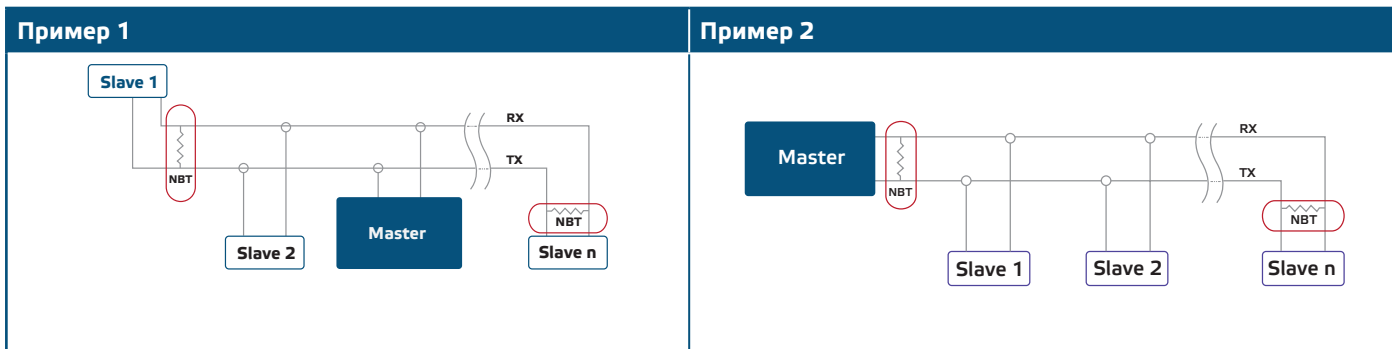 Пример 1
Slave 1
RX
TX
NBT
NBT
Master
Slave 2
Slave n
Пример 2
RX
Master
TX
NBT
NBT
Slave 1
Slave 2
Slave n